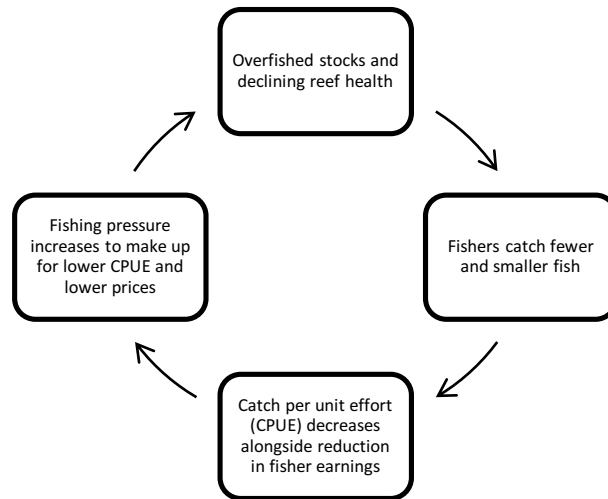 Overfished stocks and
declining reef health
Fishers catch fewer
and smaller fish
Catch per unit effort
(CPUE) decreases
alongside reduction
in fisher earnings
Fishing pressure
increases to make up
for lower CPUE and
lower prices